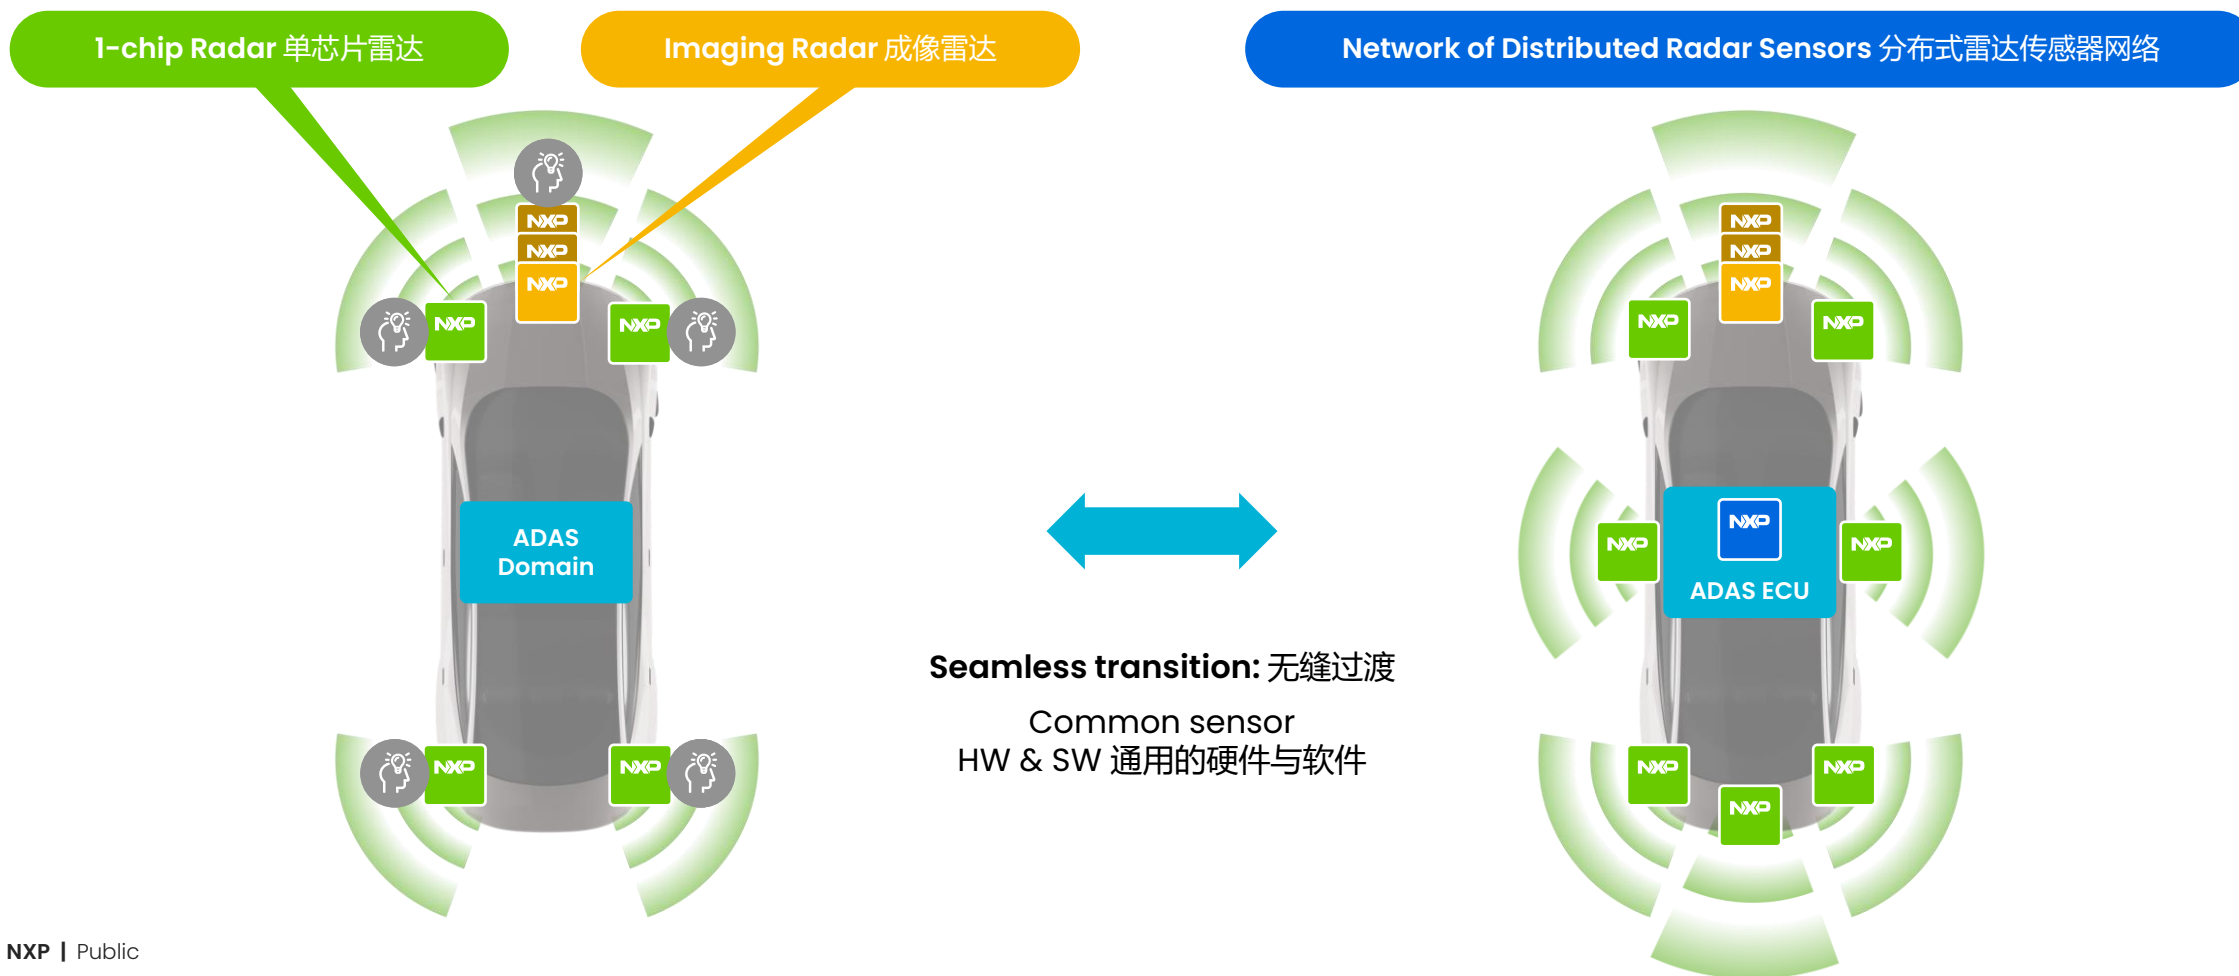 1-chip Radar 单芯片雷达
Imaging Radar 成像雷达
Network of Distributed Radar Sensors 分布式雷达传感器网络
NXP
NXP
NXP
NXP
NXP
ADAS
Domain
NXP
NXP
Seamless transition: 无缝过渡
Common sensor
HW & SW 通用的硬件与软件
NXP
NXP
NXP
NXP
NXP
NXP
NXP
NXP
ADAS ECU
NXP
NXP
NXP
NXP | Public